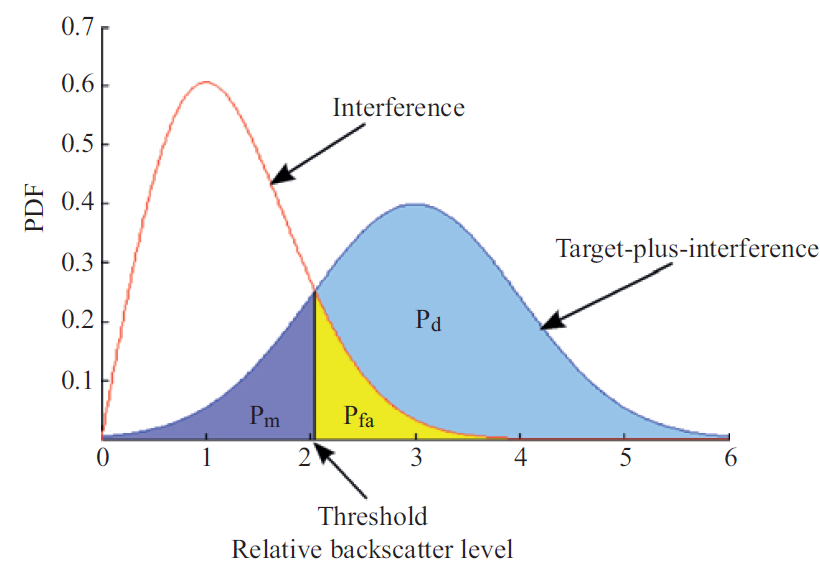 0.7
0.6
0.5
0.4
0.3
0.2
0.1
PDF
Interference
Target-plus-interference
Pd
Pm
Pfa
0 1 2 3 4 5 6
Threshold
Relative backscatter level